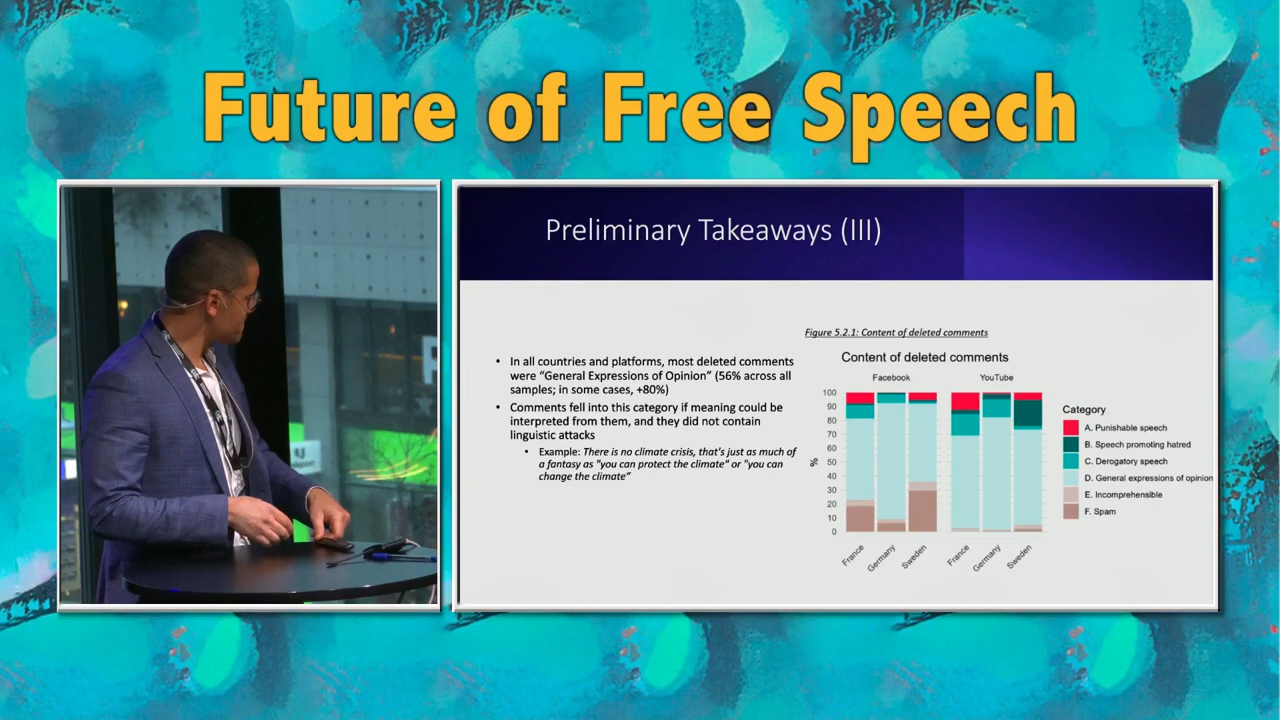 Future of Free Speech
Preliminary Takeaways (III)
• In all countries and platforms, most deleted comments
were “General Expressions of Opinion” (56% across all
samples; in some cases, +80%)
• Comments fell into this category if meaning could be
interpreted from them, and they did not contain
linguistic attacks
• Example: There is no climate crisis, that's just as much of
a fantasy as "you can protect the climate" or "you can
change the climate"
Figure 5.2.1: Content of deleted comments
Content of deleted comments
Facebook
YouTube
100
90
80
70
60
50
40
30
20
10
0
%
France
Germany
Sweden
France
Germany
Sweden
Category
A. Punishable speech
B. Speech promoting hatred
C. Derogatory speech
D. General expressions of opinion
E. Incomprehensible
F. Spam